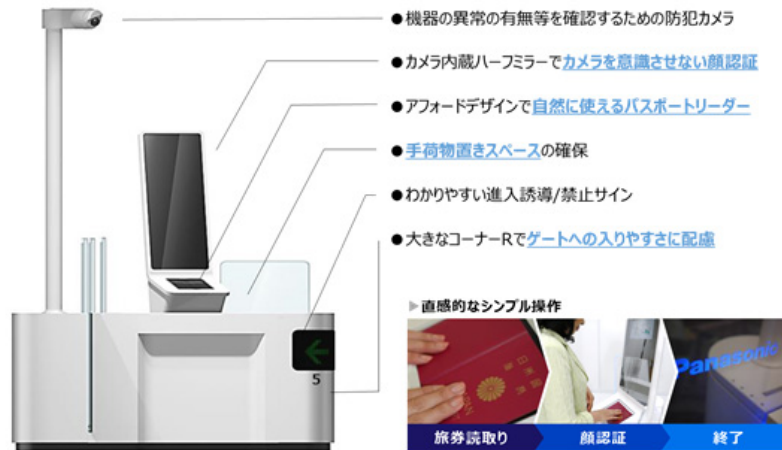 ●機器の異常の有無等を確認するための防犯カメラ
●カメラ内蔵ハーフミラーでカメラを意識させない顔認証
●アフォードデザインで自然に使えるパスポートリーダー
●手荷物置きスペースの確保
●わかりやすい進入誘導/禁止サイン
●大きなコーナーRでゲートへの入りやすさに配慮
5
▶直感的なシンプル操作
日本国
Panasonic
旅券読取り
顔認証
終了